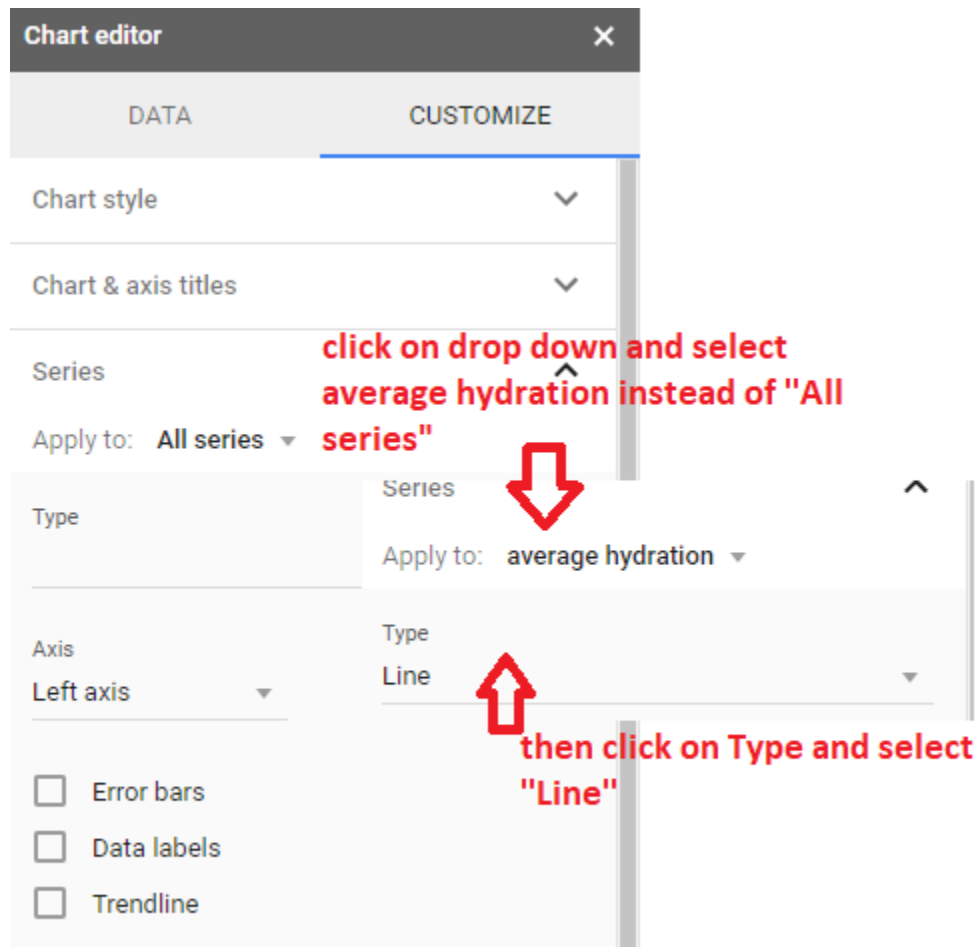 Chart editor
DATA CUSTOMIZE
Chart style
Chart & axis titles
Series
click on drop down and select
average hydration instead of "All
series"
Apply to: All series
Series
Apply to: average hydration
Type
Type
Line
Axis
Left axis
then click on Type and select
"Line"
Error bars
Data labels
Trendline